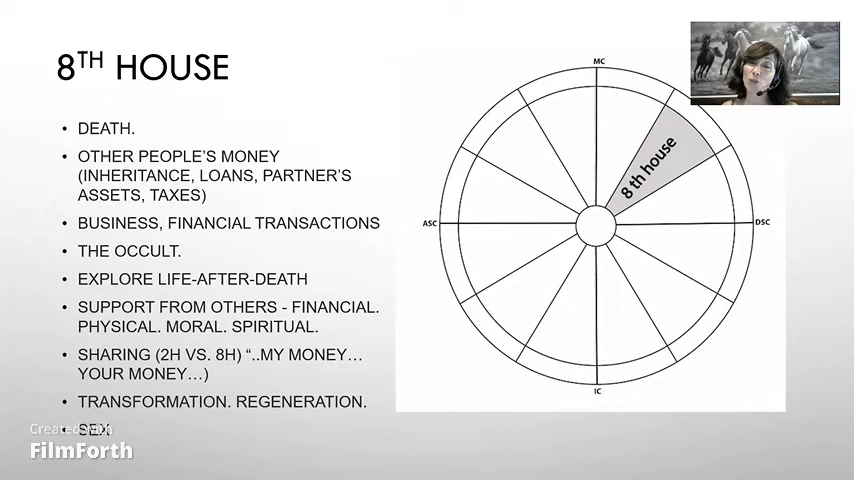 8TH HOUSE
• DEATH.
• OTHER PEOPLE'S MONEY
(INHERITANCE, LOANS, PARTNER'S
ASSETS, TAXES)
• BUSINESS, FINANCIAL TRANSACTIONS
• THE OCCULT.
• EXPLORE LIFE-AFTER-DEATH
• SUPPORT FROM OTHERS - FINANCIAL.
PHYSICAL. MORAL. SPIRITUAL.
• SHARING (2H VS. 8H) “..MY MONEY…
YOUR MONEY…)
• TRANSFORMATION. REGENERATION.
• SEX
Created with
FilmForth
MC
8 th house
ASC
DSC
IC